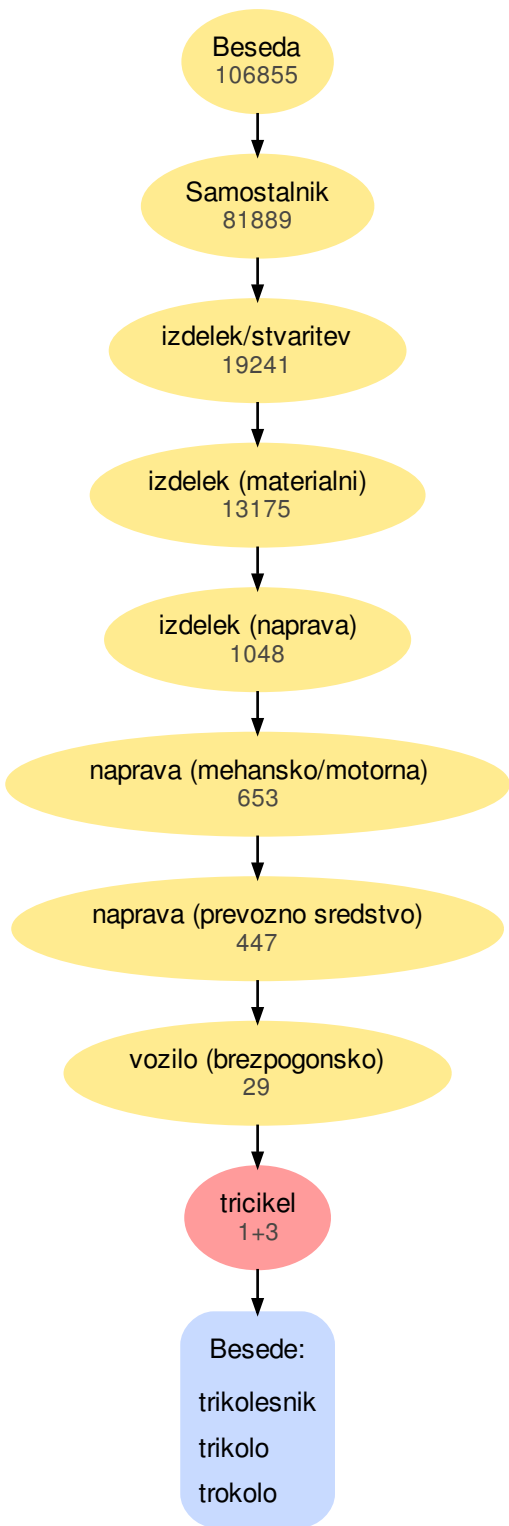 Beseda
106855
Samostalnik
81889
izdelek/stvaritev
19241
izdelek (materialni)
13175
izdelek (naprava)
1048
naprava (mehansko/motorna)
653
naprava (prevozno sredstvo)
447
vozilo (brezpogonsko)
29
tricikel
1+3
Besede:
trikolesnik
trikolo
trokolo